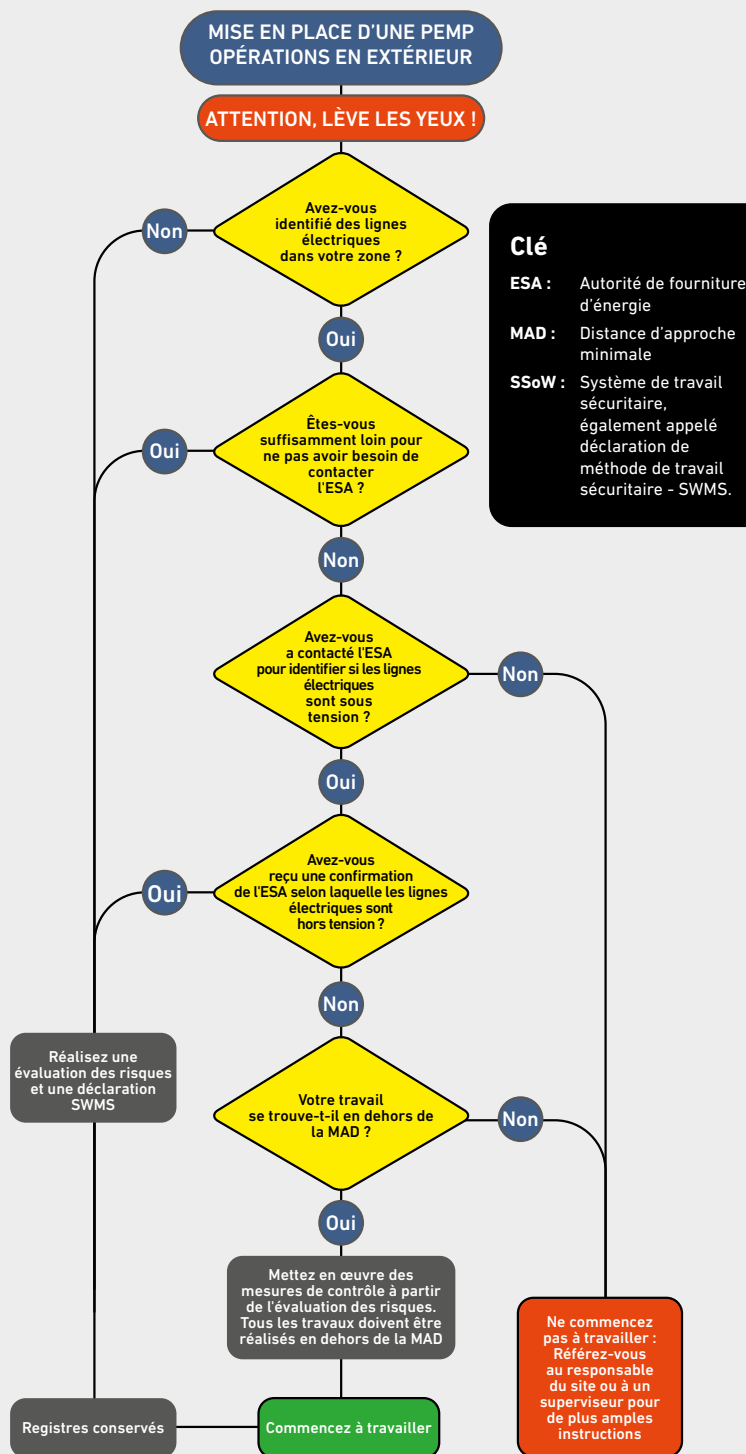 MISE EN PLACE D'UNE PEMP
OPÉRATIONS EN EXTÉRIEUR
ATTENTION, LÈVE LES YEUX !
Avez-vous
identifié des lignes
électriques
dans votre zone ?
Non
Oui
Clé
ESA : Autorité de fourniture
d'énergie
MAD : Distance d'approche
minimale
SSoW : Système de travail
sécuritaire,
également appelé
déclaration de
méthode de travail
sécuritaire - SWMS.
Êtes-vous
suffisamment loin pour
ne pas avoir besoin de
contacter
l'ESA ?
Oui
Non
Avez-vous
a contacté l'ESA
pour identifier si les lignes
électriques
sont sous
tension ?
Non
Oui
Avez-vous
reçu une confirmation
de l'ESA selon laquelle les lignes
électriques sont
hors tension ?
Oui
Non
Réalisez une
évaluation des risques
et une déclaration
SWMS
Votre travail
se trouve-t-il en dehors de
la MAD ?
Non
Oui
Mettez en œuvre des
mesures de contrôle à partir
de l'évaluation des risques.
Tous les travaux doivent être
réalisés en dehors de la MAD
Ne commencez
pas à travailler :
Référez-vous
au responsable
du site ou à un
superviseur pour
de plus amples
instructions
Registres conservés
Commencez à travailler